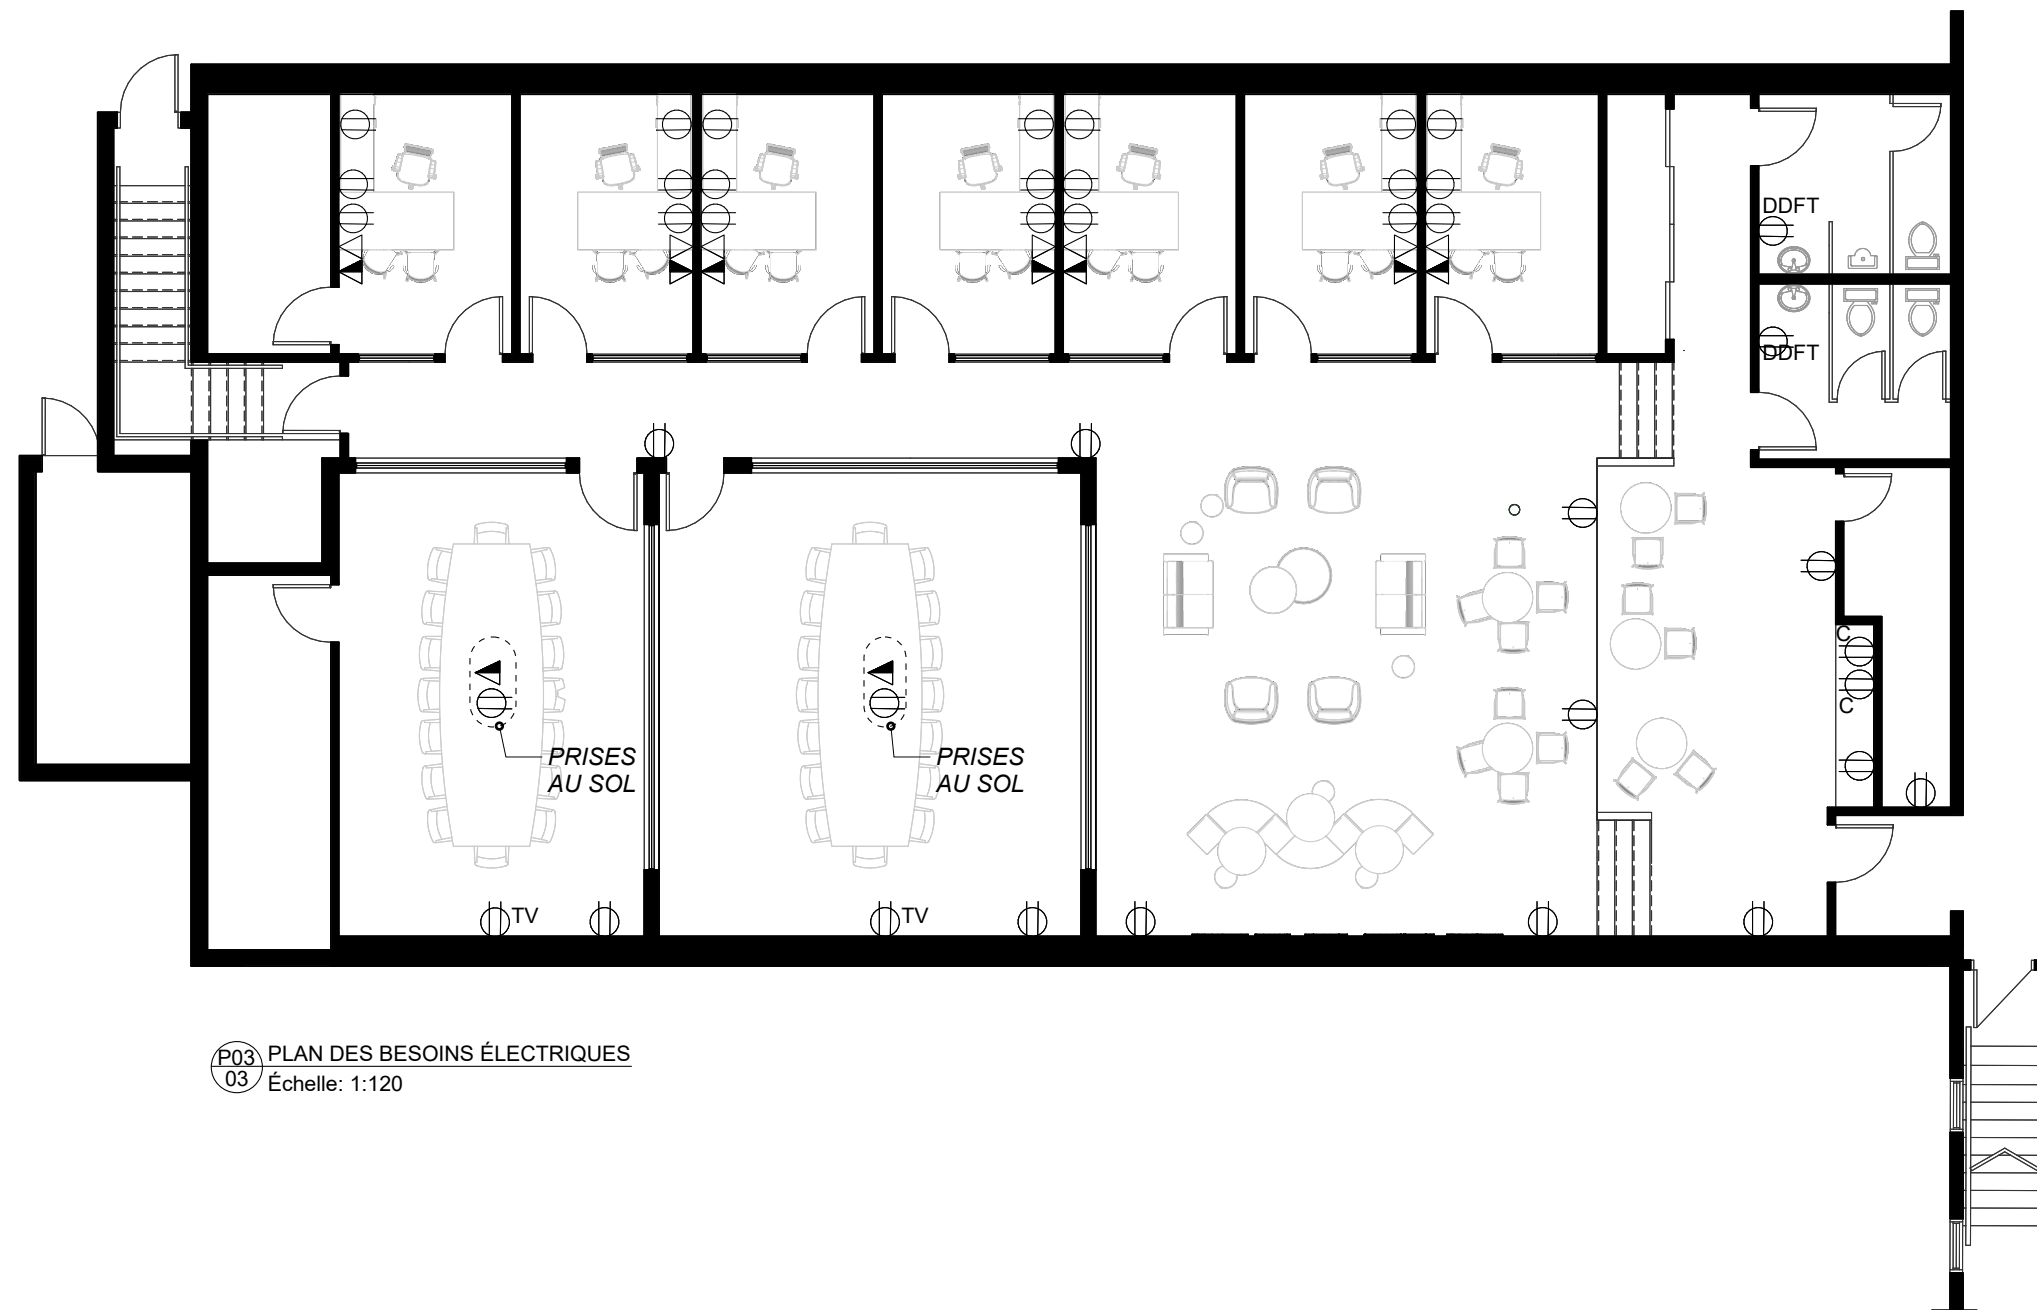 DDFT
DDFT
C
C
PRISES
AU SOL
PRISES
AU SOL
TV
TV
P03
03
PLAN DES BESOINS ÉLECTRIQUES
Échelle: 1:120